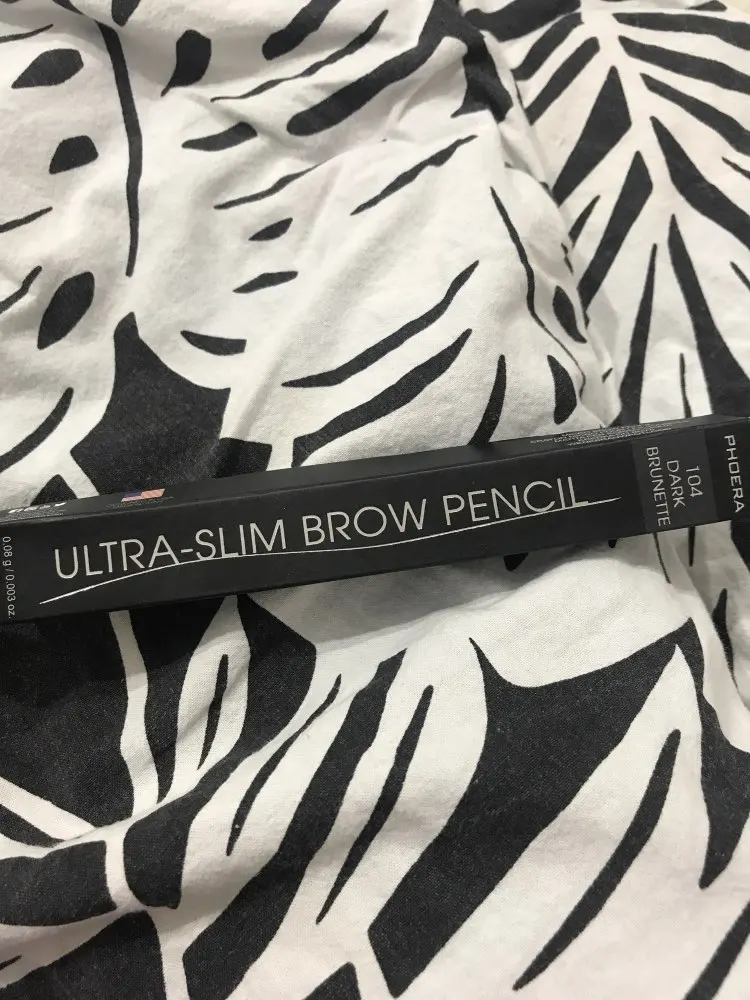 ULTRA-SLIM BROW PENCIL
104
DARK
BRUNETTE
PHOERA
0.08 g / 0.003 oz.